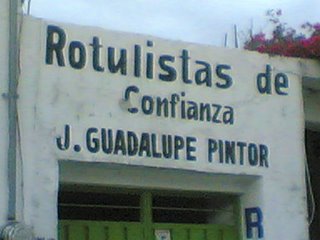 Rotulistas de
Confianza
J. GUADALUPE PINTOR
R